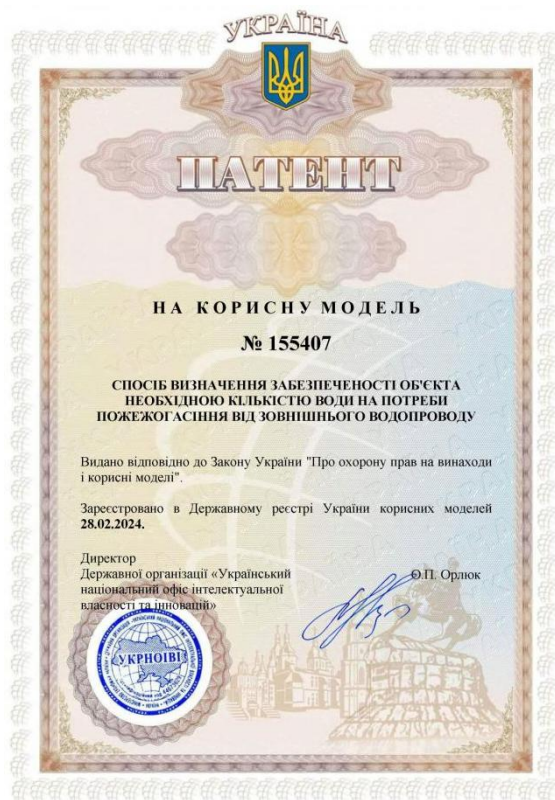 УКРАЇНА
ПАТЕНТ
НА КОРИСНУ МОДЕЛЬ
№ 155407
СПОСІБ ВИЗНАЧЕННЯ ЗАБЕЗПЕЧЕНОСТІ ОБ'ЄКТА
НЕОБХІДНОЮ КІЛЬКІСТЮ ВОДИ НА ПОТРЕБИ
ПОЖЕЖОГАСІННЯ ВІД ЗОВНІШНЬОГО ВОДОПРОВОДУ
Видано відповідно до Закону України "Про охорону прав на винаходи
і корисні моделі".
Зареєстровано в Державному реєстрі України корисних моделей
28.02.2024.
Директор
Державної організації «Український
національний офіс інтелектуальної
власності та інновацій»
О.П. Орлюк
УКРНОІВІ